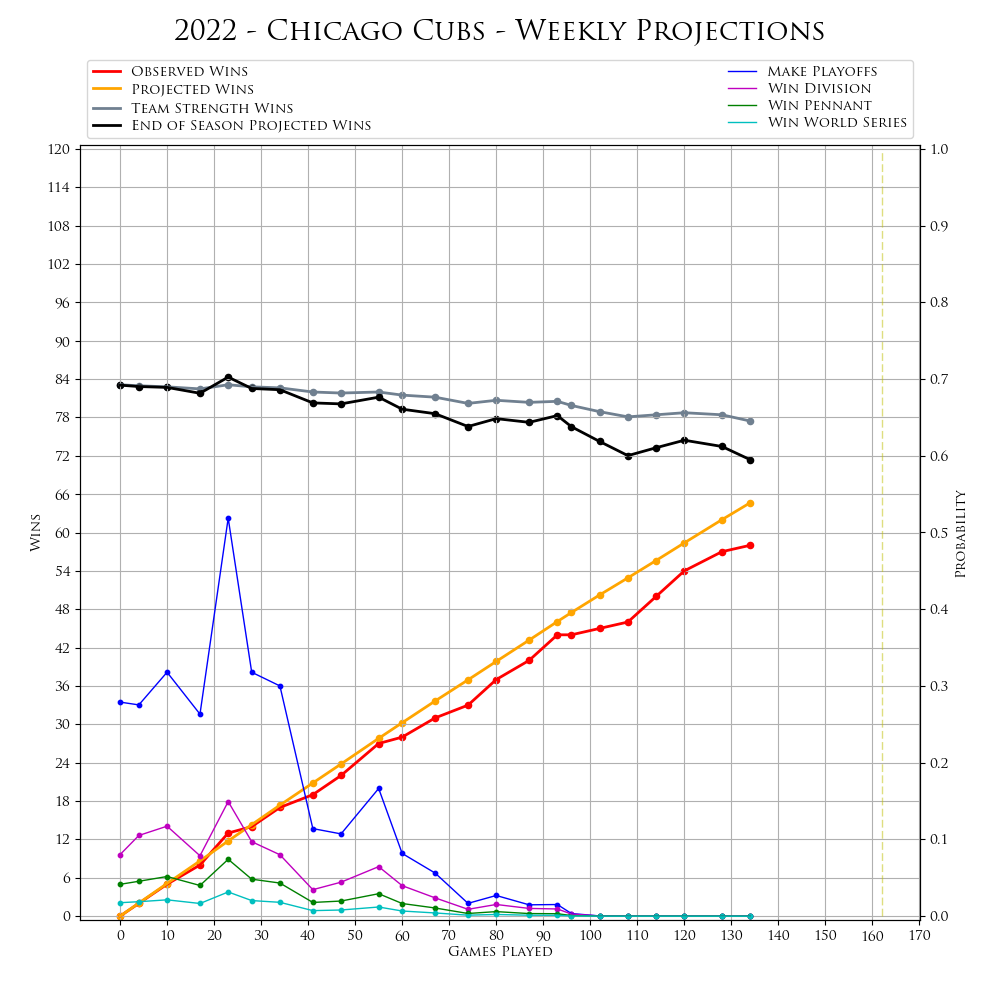 2022 - Chicago Cubs - Weekly Projections
Observed Wins
Projected Wins
Team Strength Wins
End of Season Projected Wins
Make Playoffs
Win Division
Win Pennant
Win World Series
120
114
108
102
96
90
84
78
72
66
60
54
48
42
36
30
24
18
12
6
0
Wins
1.0
0.9
0.8
0.7
0.6
0.5
0.4
0.3
0.2
0.1
0.0
Probability
0 10 20 30 40 50 60 70 80 90 100 110 120 130 140 150 160 170
Games Played